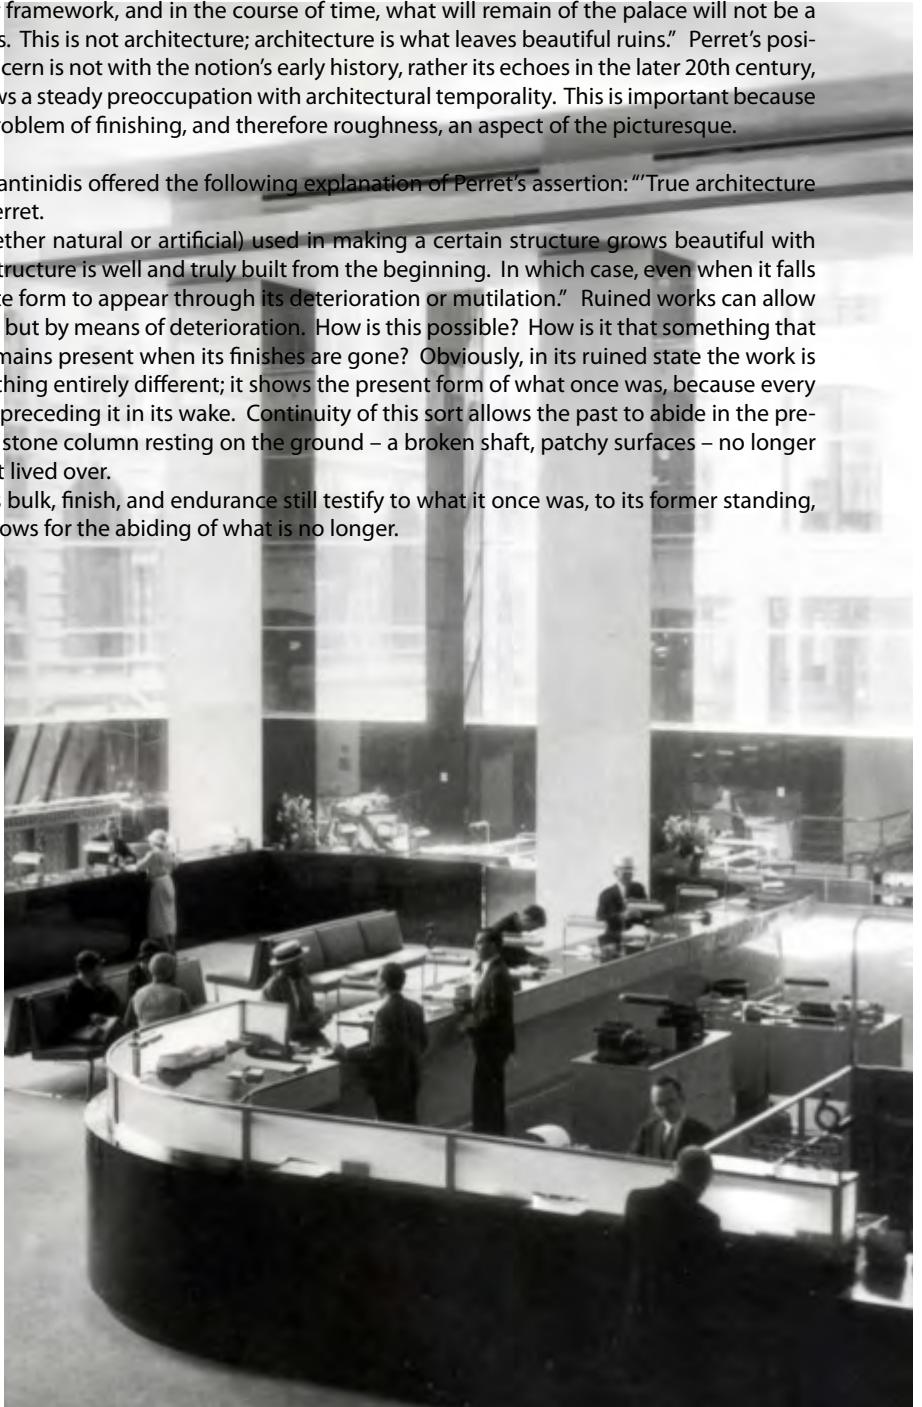 framework, and in the course of time, what will remain of the palace will not be a
s. This is not architecture; architecture is what leaves beautiful ruins.” Perret’s posi-
cern is not with the notion’s early history, rather its echoes in the later 20th century,
ws a steady preoccupation with architectural temporality. This is important because
roblem of finishing, and therefore roughness, an aspect of the picturesque.
antinidis offered the following explanation of Perret’s assertion: “‘True architecture
erret.
ether natural or artificial) used in making a certain structure grows beautiful with
tructure is well and truly built from the beginning. In which case, even when it falls
te form to appear through its deterioration or mutilation.” Ruined works can allow
but by means of deterioration. How is this possible? How is it that something that
mains present when its finishes are gone? Obviously, in its ruined state the work is
thing entirely different; it shows the present form of what once was, because every
preceding it in its wake. Continuity of this sort allows the past to abide in the pre-
stone column resting on the ground – a broken shaft, patchy surfaces – no longer
t lived over.
s bulk, finish, and endurance still testify to what it once was, to its former standing,
ows for the abiding of what is no longer.
16